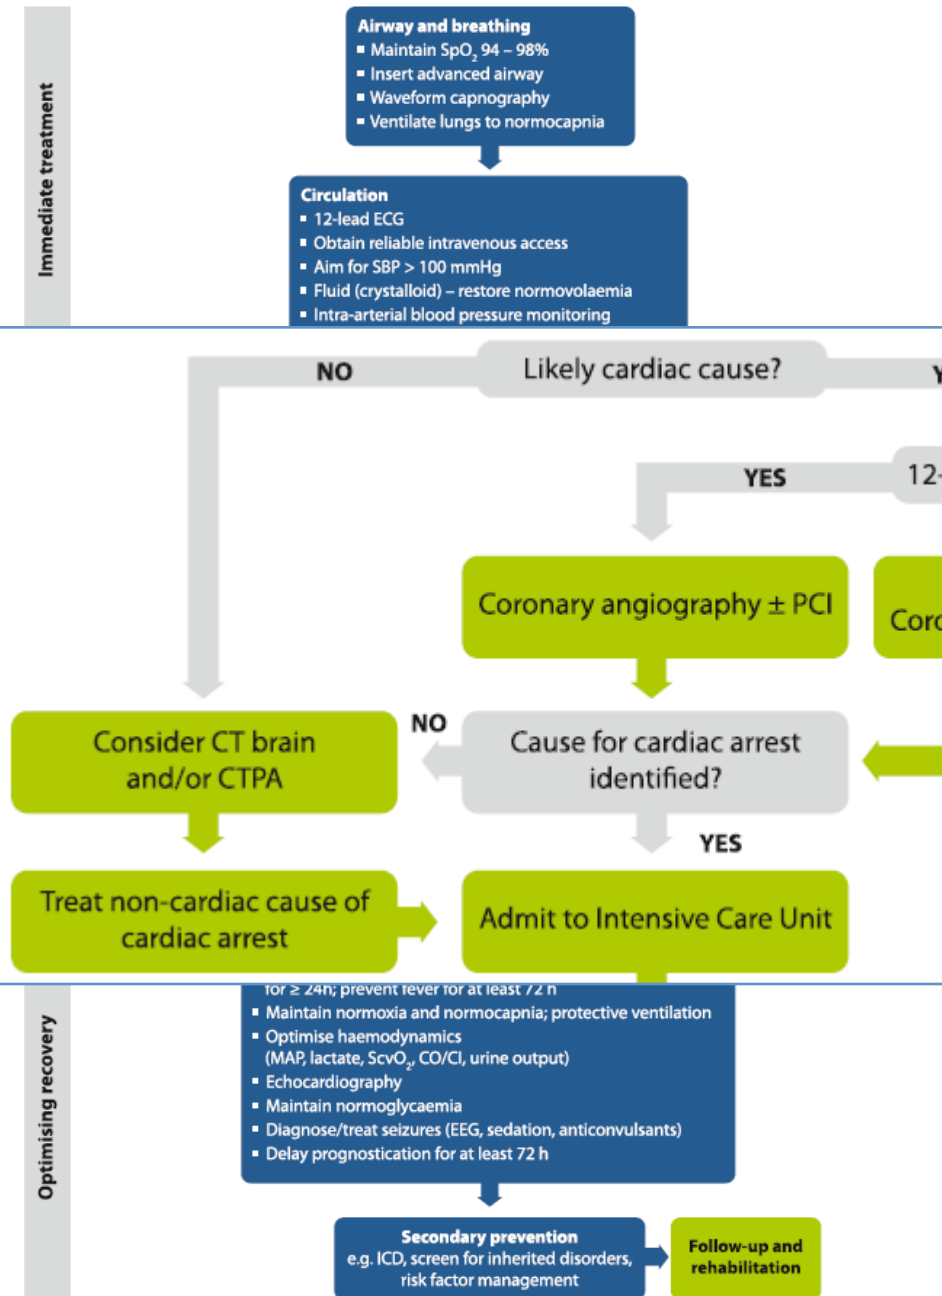 Immediate treatment
Airway and breathing
▪ Maintain SpO₂ 94 – 98%
▪ Insert advanced airway
▪ Waveform capnography
▪ Ventilate lungs to normocapnia
Circulation
▪ 12-lead ECG
▪ Obtain reliable intravenous access
▪ Aim for SBP > 100 mmHg
▪ Fluid (crystalloid) – restore normovolaemia
▪ Intra-arterial blood pressure monitoring
Likely cardiac cause?
NO
YES
12-
Coronary angiography ± PCI
Coro
Consider CT brain
and/or CTPA
NO
Cause for cardiac arrest
identified?
YES
Treat non-cardiac cause of
cardiac arrest
Admit to Intensive Care Unit
Optimising recovery
for ≥ 24h; prevent fever for at least 72 h
▪ Maintain normoxia and normocapnia; protective ventilation
▪ Optimise haemodynamics
(MAP, lactate, ScvO₂, CO/CI, urine output)
▪ Echocardiography
▪ Maintain normoglycaemia
▪ Diagnose/treat seizures (EEG, sedation, anticonvulsants)
▪ Delay prognostication for at least 72 h
Secondary prevention
e.g. ICD, screen for inherited disorders,
risk factor management
Follow-up and
rehabilitation